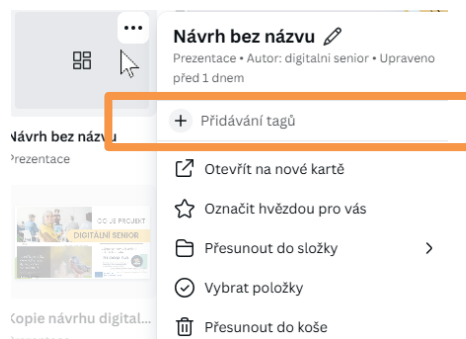 Návrh bez názvu
Prezentace • Autor: digitalni senior • Upraveno
před 1 dnem
Přidávání tagů
Otevřít na nové kartě
Označit hvězdou pro vás
Přesunout do složky
Vybrat položky
Přesunout do koše
Návrh bez názvu
Prezentace
CO JE PROJEKT
DIGITÁLNÍ SENIOR
Kopie návrhu digital...